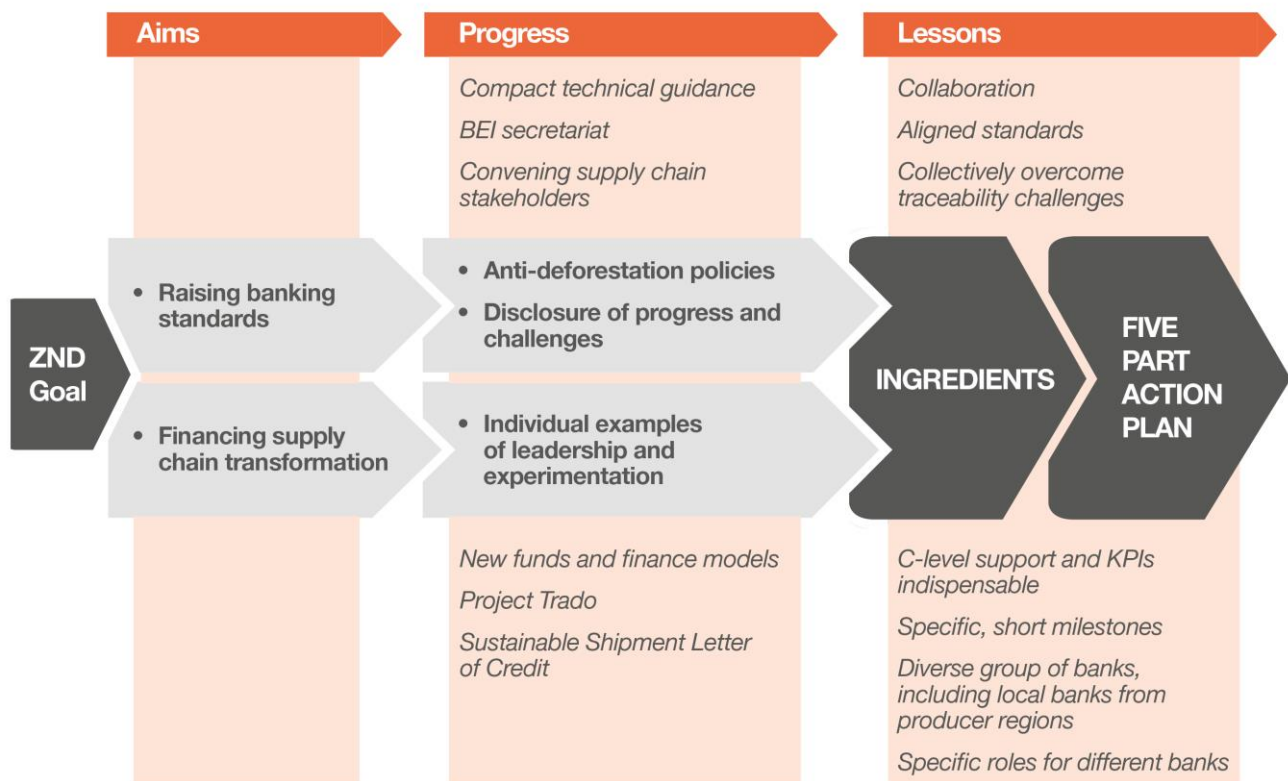 Aims
Progress
Lessons
Compact technical guidance
BEI secretariat
Convening supply chain
stakeholders
Collaboration
Aligned standards
Collectively overcome
traceability challenges
ZND
Goal
• Raising banking
standards
• Financing supply
chain transformation
• Anti-deforestation policies
• Disclosure of progress and
challenges
• Individual examples
of leadership and
experimentation
INGREDIENTS
FIVE
PART
ACTION
PLAN
New funds and finance models
Project Trado
Sustainable Shipment Letter
of Credit
C-level support and KPIs
indispensable
Specific, short milestones
Diverse group of banks,
including local banks from
producer regions
Specific roles for different banks